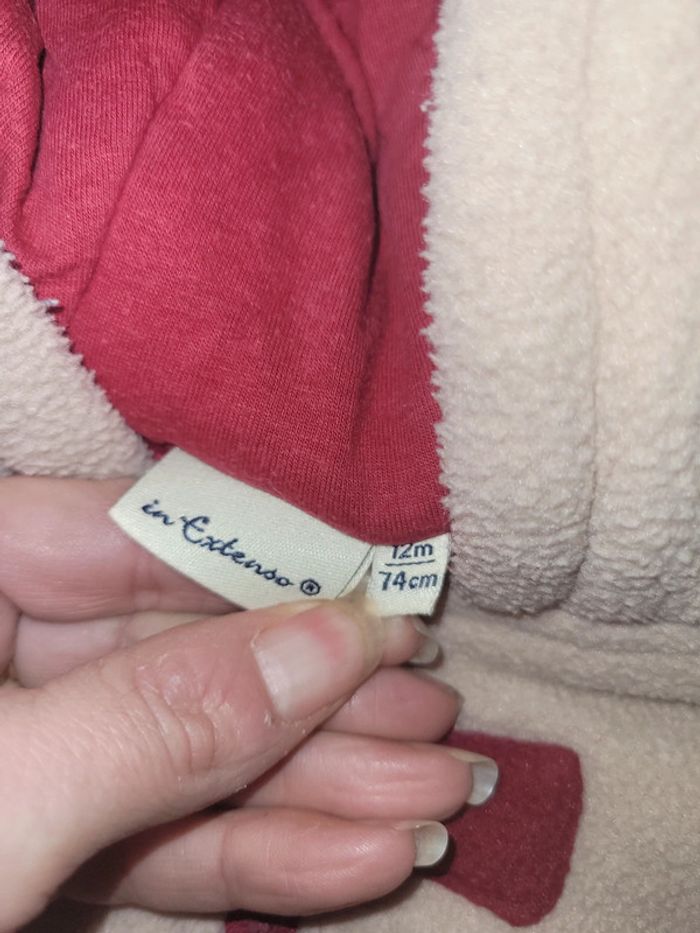 in Extenso ®
12m
74cm